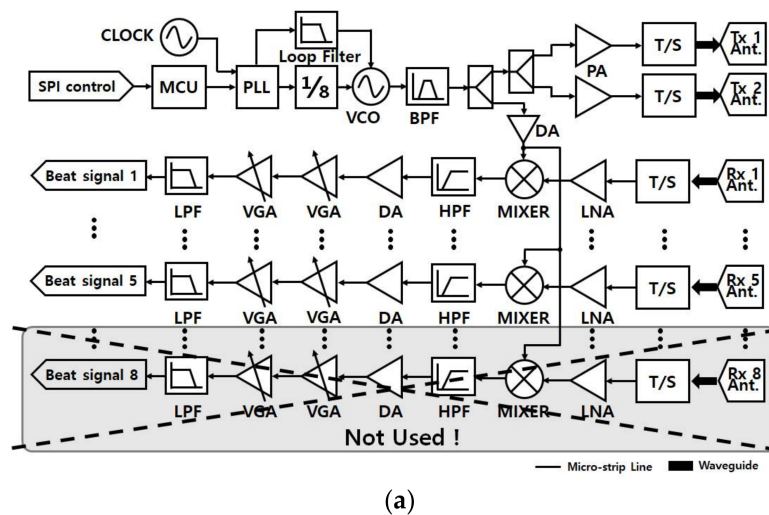 CLOCK
Loop Filter
SPI control
MCU
PLL
1/8
VCO
BPF
PA
T/S
Tx 1
Ant.
T/S
Tx 2
Ant.
DA
Beat signal 1
LPF
VGA
VGA
DA
HPF
MIXER
LNA
T/S
Rx 1
Ant.
Beat signal 5
LPF
VGA
VGA
DA
HPF
MIXER
LNA
T/S
Rx 5
Ant.
Beat signal 8
LPF
VGA
VGA
DA
HPF
MIXER
LNA
T/S
Rx 8
Ant.
Not Used !
Micro-strip Line
Waveguide
(a)